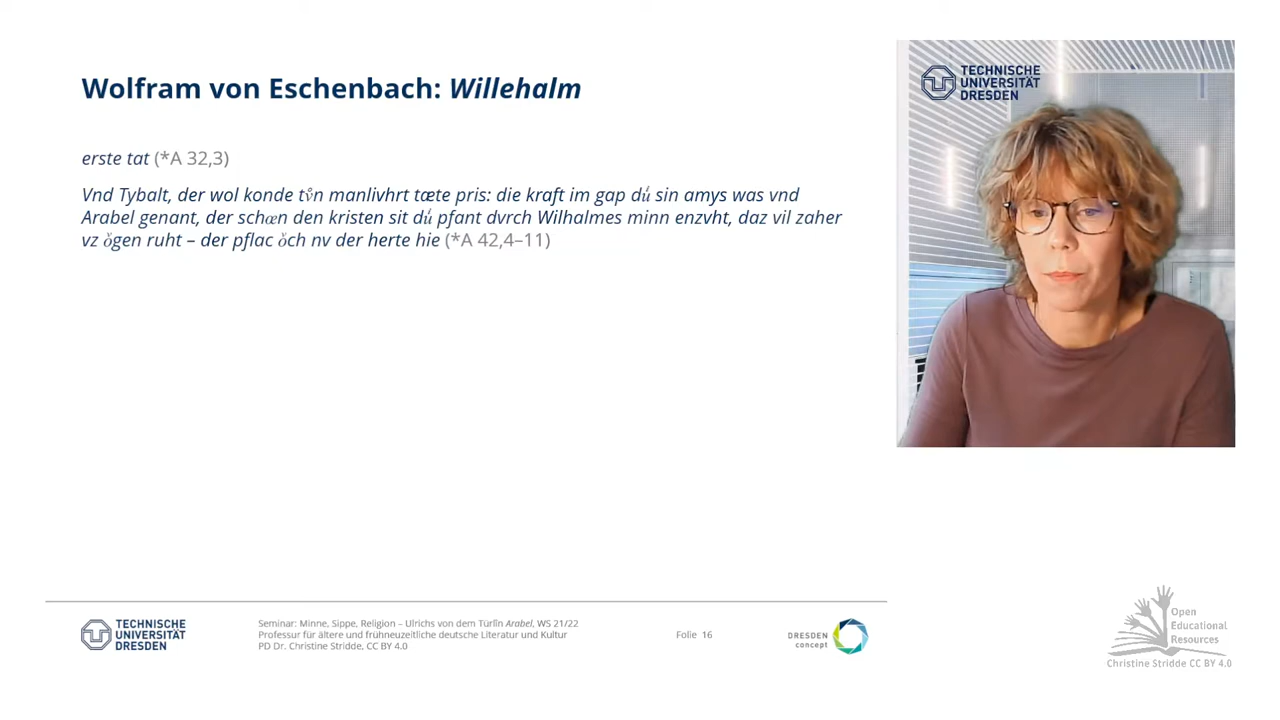 Wolfram von Eschenbach: Willehalm
erste tat (*A 32,3)
Vnd Tybalt, der wol konde tv̊n manlivhrt tæte pris: die kraft im gap dıu̍ sin amys was vnd
Arabel genant, der schœn den kristen sit dıu̍ pfant dvrch Wilhalmes minn enzvht, daz vil zaher
vz ǒgen ruht – der pflac ǒch nv der herte hie (*A 42,4–11)
TECHNISCHE
UNIVERSITÄT
DRESDEN
TECHNISCHE
UNIVERSITÄT
DRESDEN
Seminar: Minne, Sippe, Religion – Ulrichs von dem Türlîn Arabel, WS 21/22
Professur für ältere und frühneuzeitliche deutsche Literatur und Kultur
PD Dr. Christine Stridde, CC BY 4.0
Folie 16
DRESDEN
concept
Open
Educational
Resources
Christine Stridde CC BY 4.0